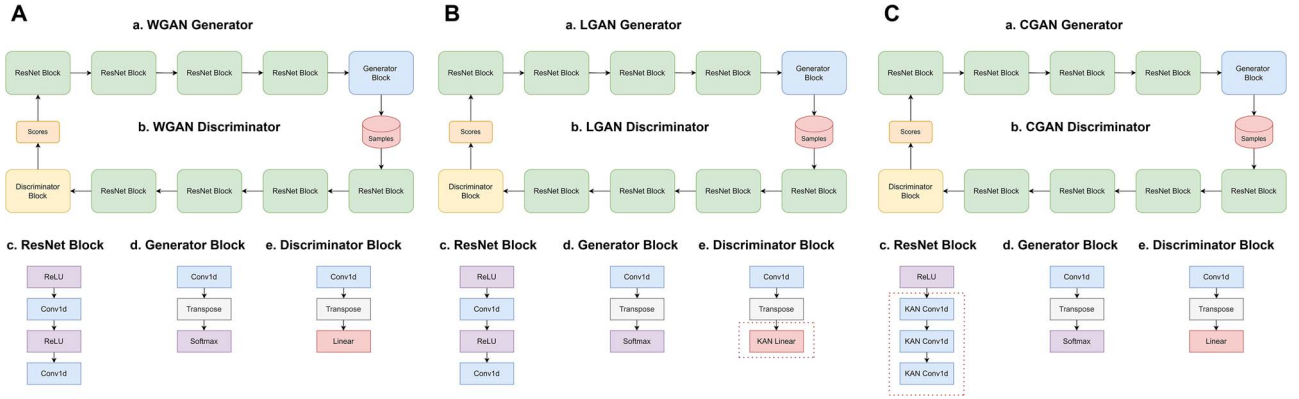 A
a. WGAN Generator
ResNet Block
ResNet Block
ResNet Block
ResNet Block
Generator
Block
Scores
b. WGAN Discriminator
Samples
Discriminator
Block
ResNet Block
ResNet Block
ResNet Block
ResNet Block
c. ResNet Block
d. Generator Block
e. Discriminator Block
ReLU
Conv1d
ReLU
Conv1d
Conv1d
Transpose
Softmax
Conv1d
Transpose
Linear
B
a. LGAN Generator
ResNet Block
ResNet Block
ResNet Block
ResNet Block
Generator
Block
Scores
b. LGAN Discriminator
Samples
Discriminator
Block
ResNet Block
ResNet Block
ResNet Block
ResNet Block
c. ResNet Block
d. Generator Block
e. Discriminator Block
ReLU
Conv1d
ReLU
Conv1d
Conv1d
Transpose
Softmax
Conv1d
Transpose
KAN Linear
C
a. CGAN Generator
ResNet Block
ResNet Block
ResNet Block
ResNet Block
Generator
Block
Scores
b. CGAN Discriminator
Samples
Discriminator
Block
ResNet Block
ResNet Block
ResNet Block
ResNet Block
c. ResNet Block
d. Generator Block
e. Discriminator Block
ReLU
KAN Conv1d
KAN Conv1d
KAN Conv1d
Conv1d
Transpose
Softmax
Conv1d
Transpose
Linear